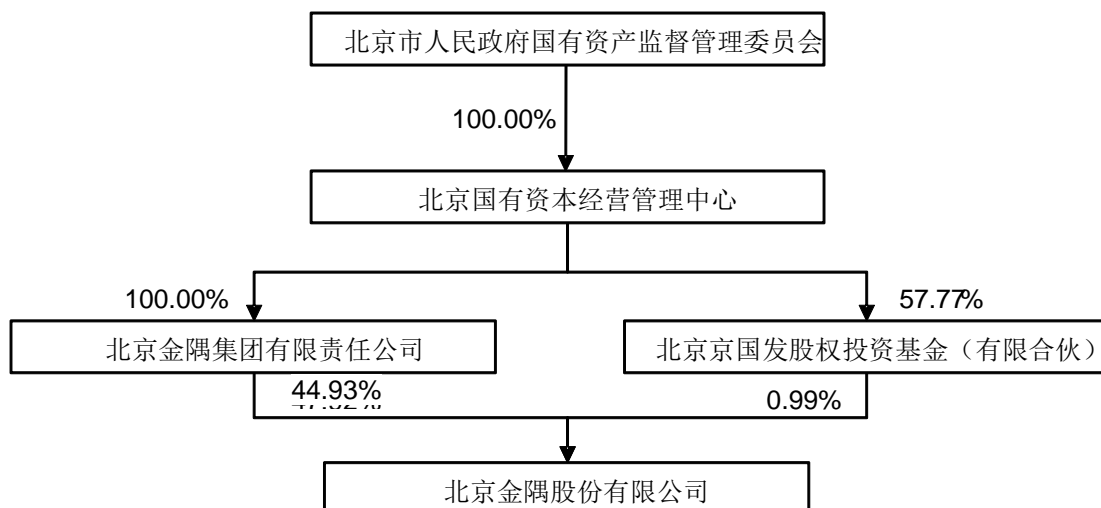 北京市人民政府国有资产监督管理委员会
100.00%
北京国有资本经营管理中心
100.00%
57.77%
北京金隅集团有限责任公司
北京京国发股权投资基金（有限合伙）
44.93%
0.99%
北京金隅股份有限公司